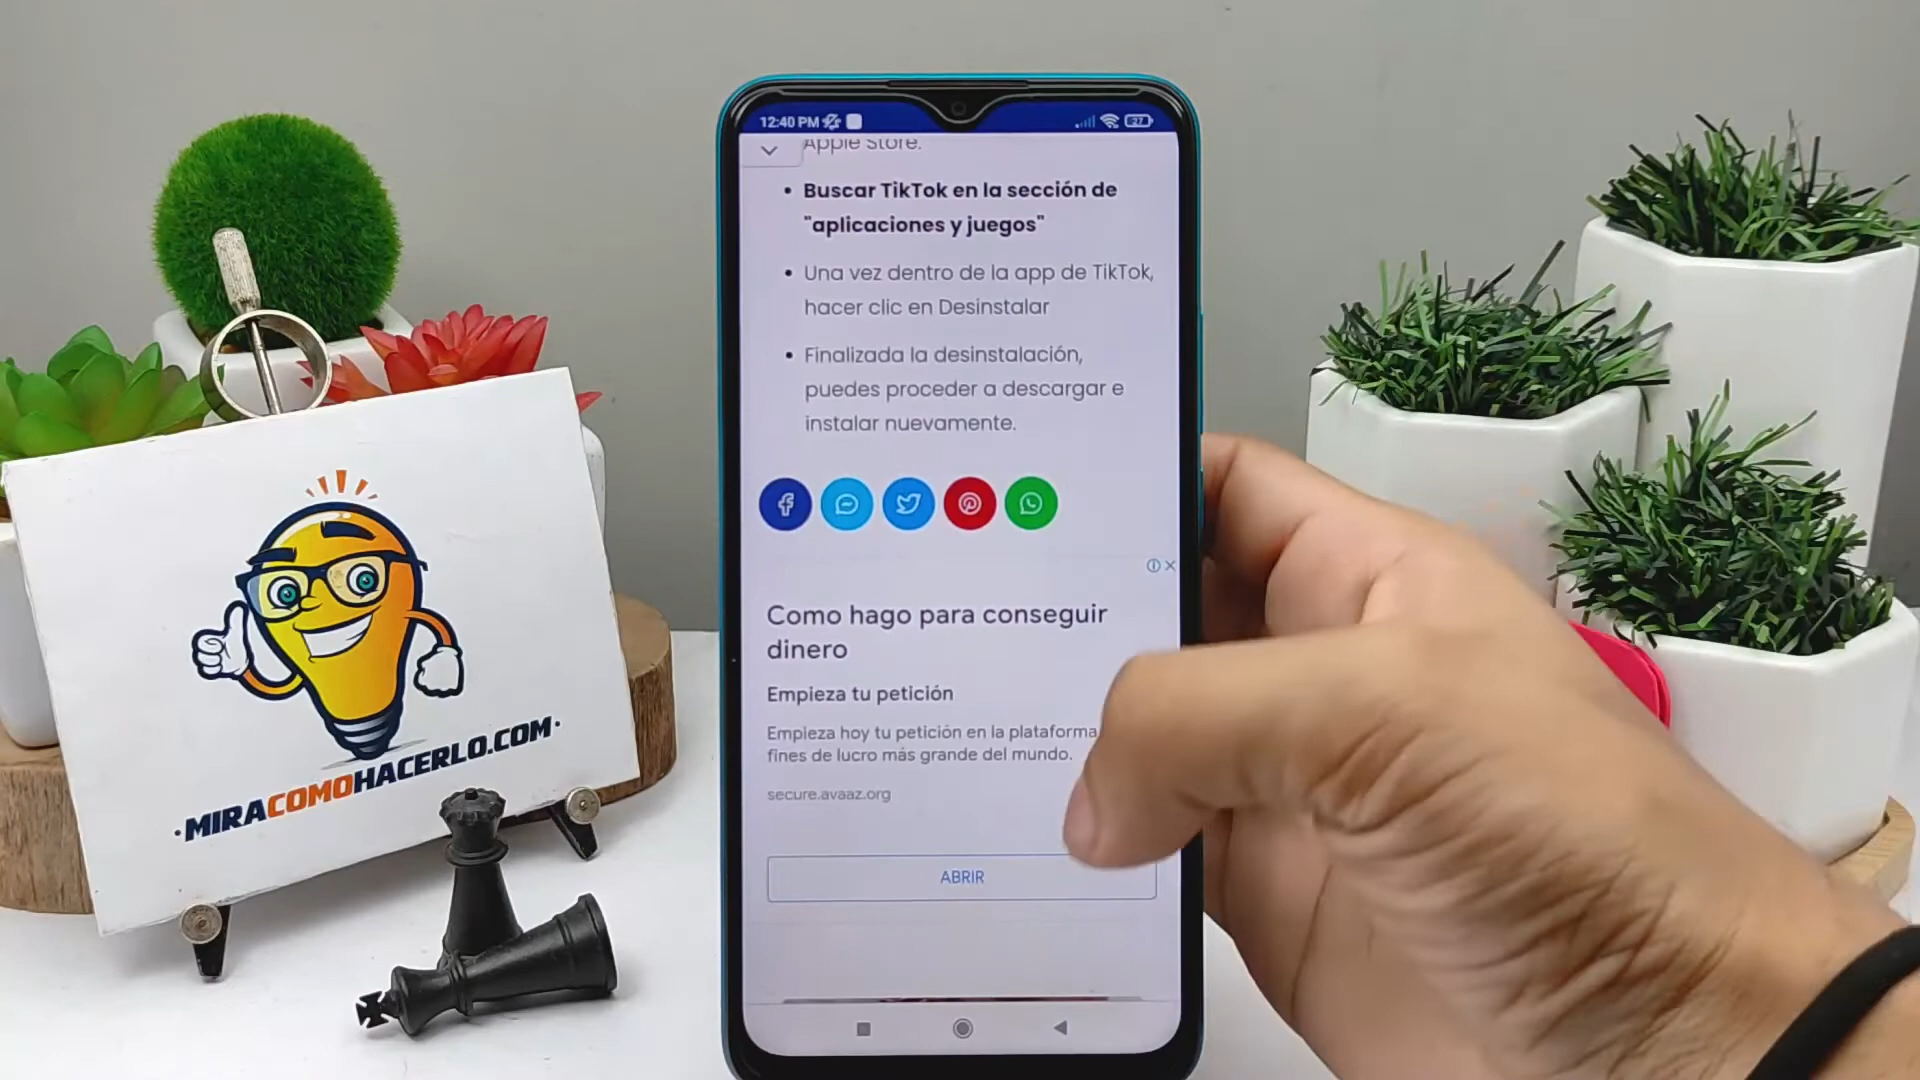 12:40 PM
27
Apple Store.
• Buscar TikTok en la sección de
"aplicaciones y juegos"
• Una vez dentro de la app de TikTok,
hacer clic en Desinstalar
• Finalizada la desinstalación,
puedes proceder a descargar e
instalar nuevamente.
Como hago para conseguir
dinero
Empieza tu petición
Empieza hoy tu petición en la plataforma
fines de lucro más grande del mundo.
secure.avaaz.org
ABRIR
·MIRACOMOHACERLO.COM·